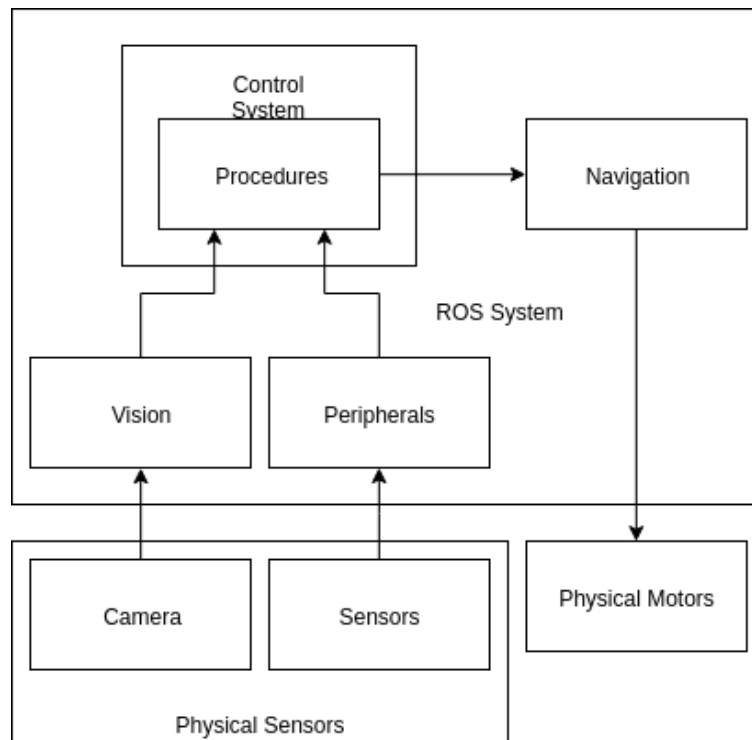 Control
System
Procedures
Navigation
ROS System
Vision
Peripherals
Camera
Sensors
Physical Motors
Physical Sensors